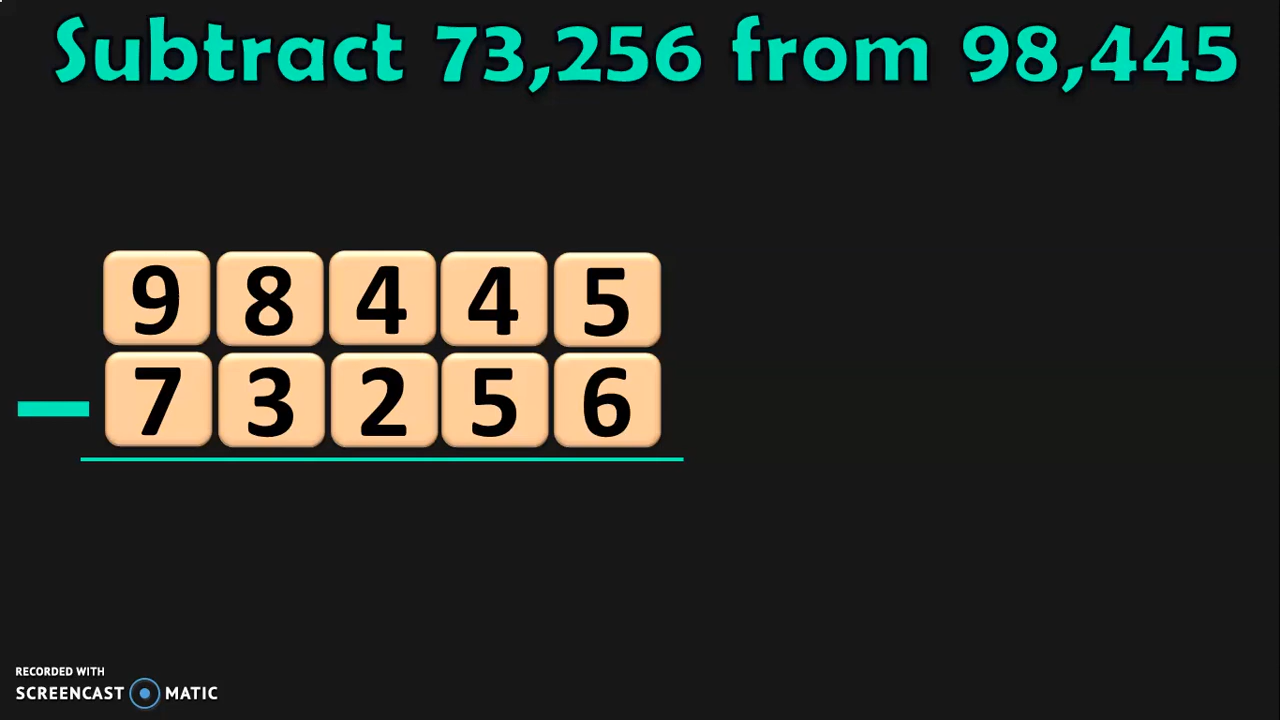 Subtract 73,256 from 98,445
9 8 4 4 5
− 7 3 2 5 6
RECORDED WITH
SCREENCAST MATIC